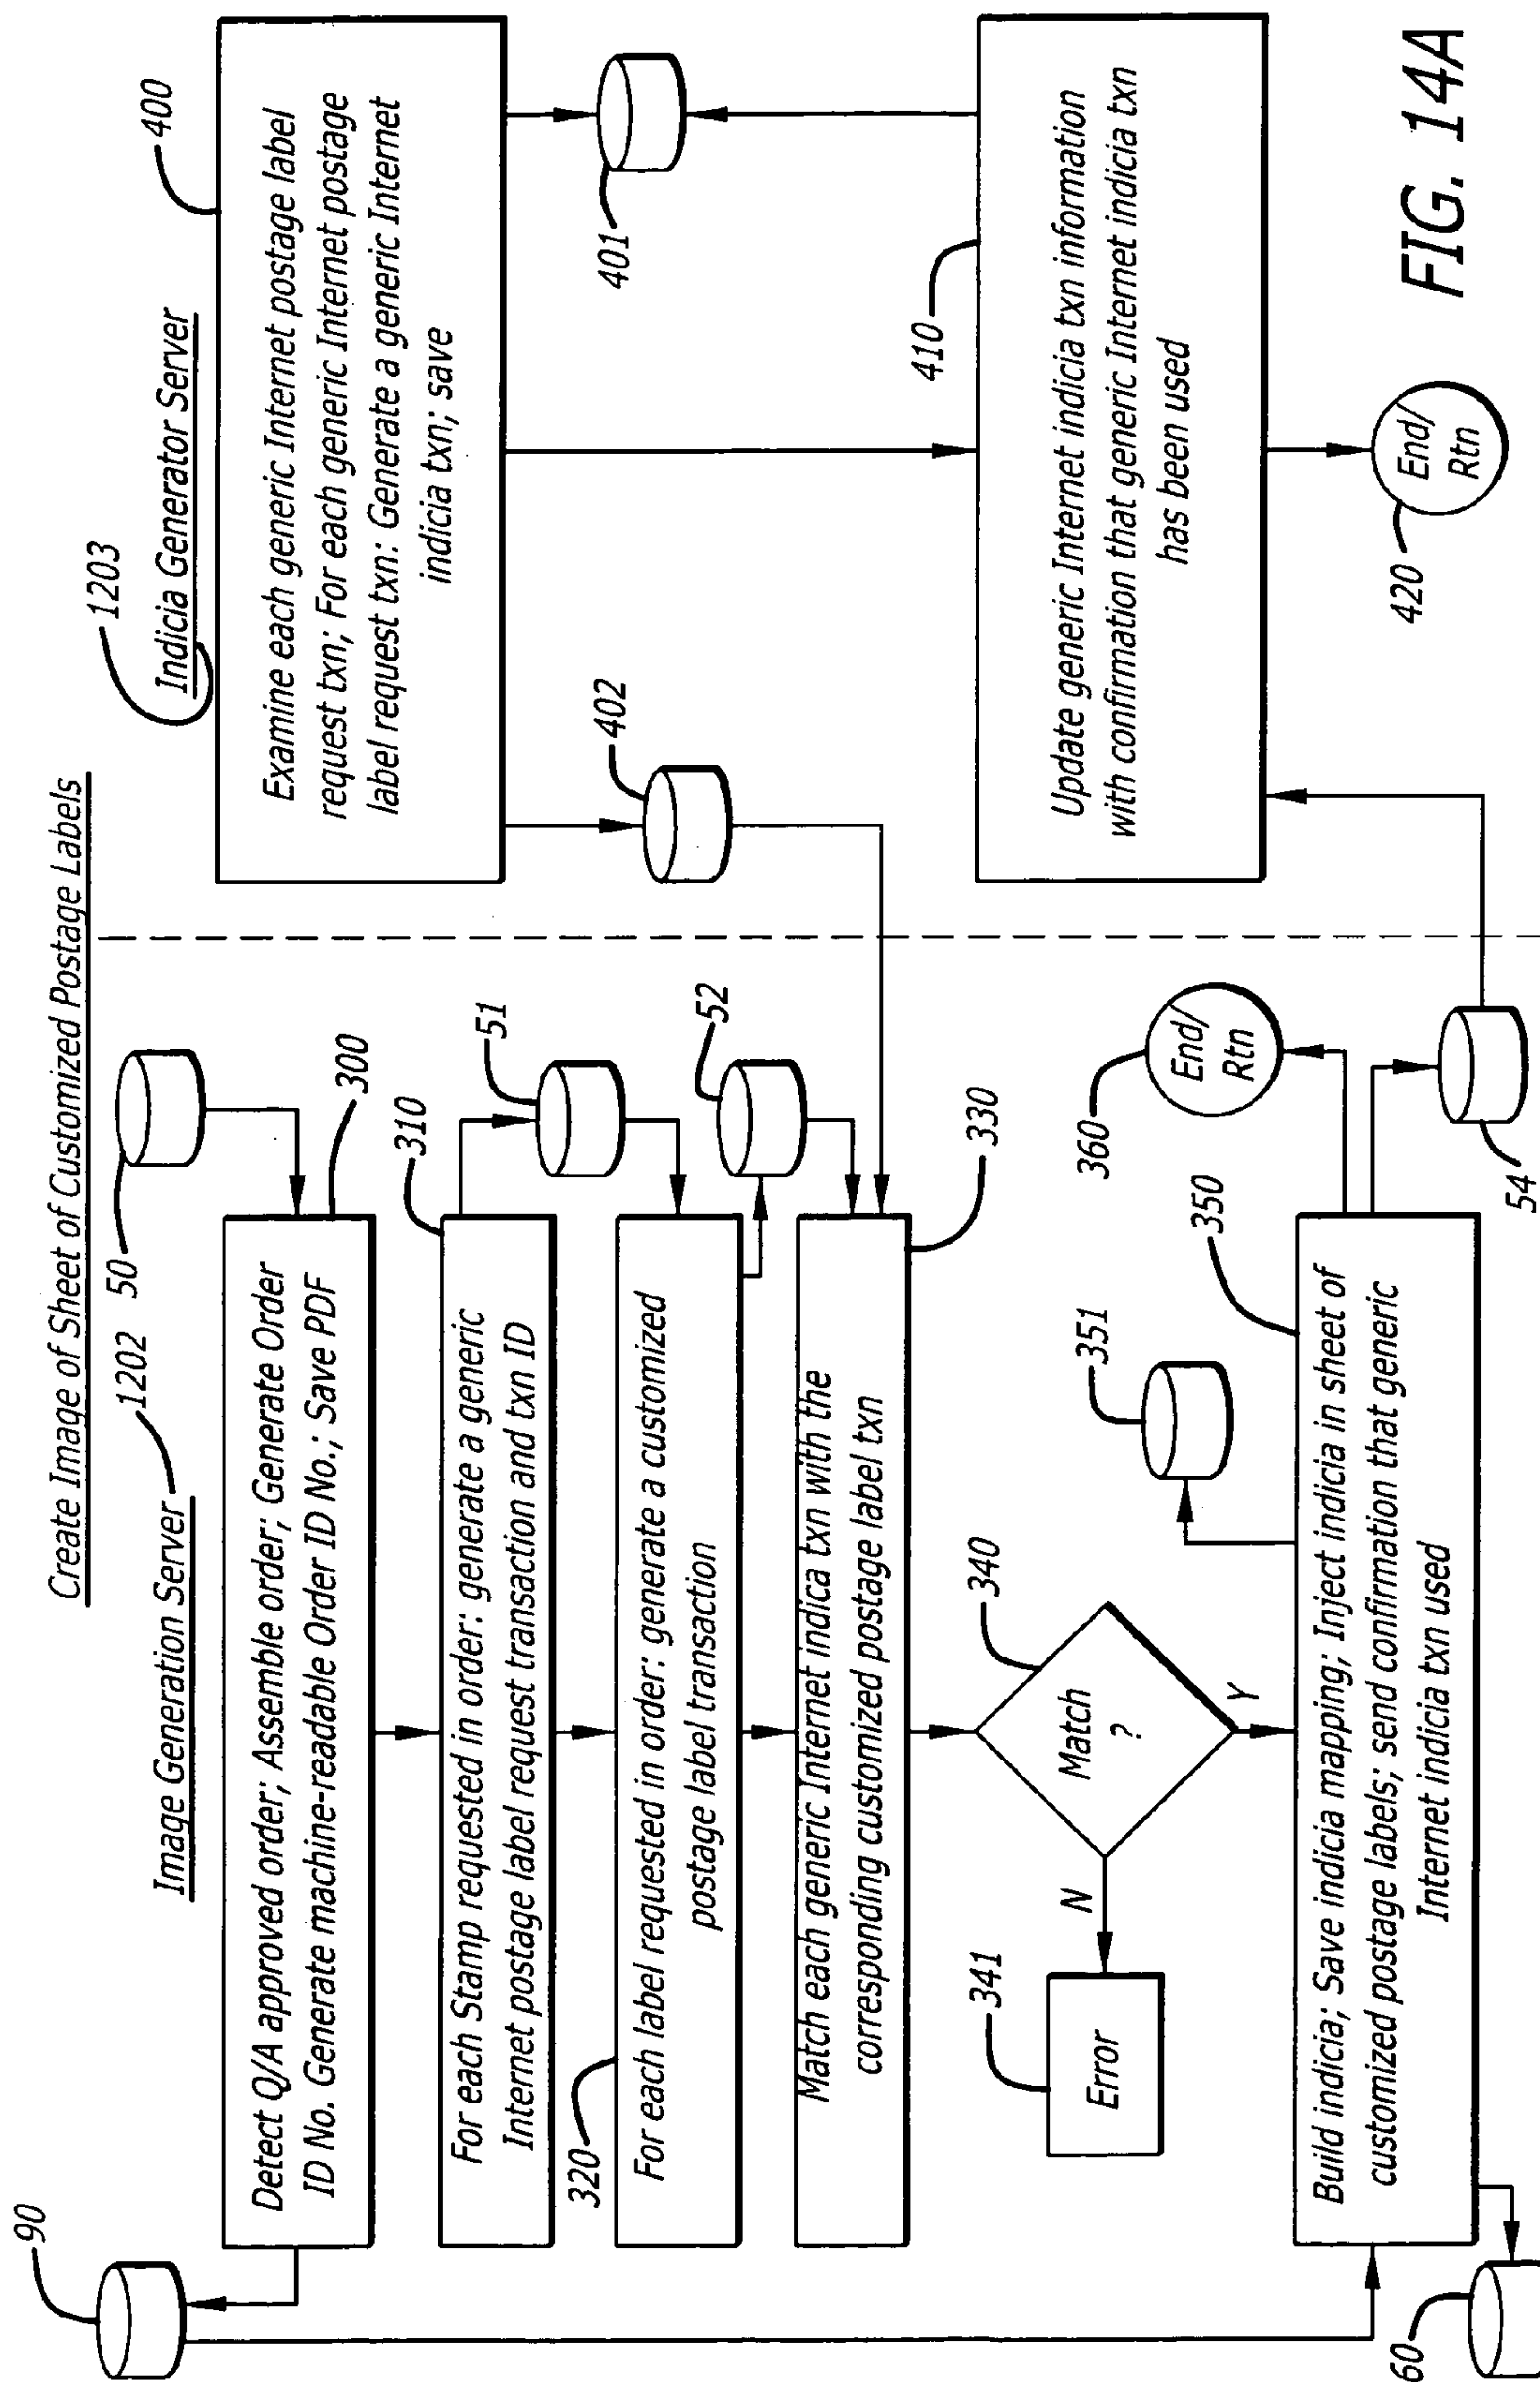 Create Image of Sheet of Customized Postage Labels
Image Generation Server
1202
50
90
Detect Q/A approved order; Assemble order; Generate Order
ID No. Generate machine-readable Order ID No.; Save PDF
300
310
For each Stamp requested in order: generate a generic
Internet postage label request transaction and txn ID
51
320
For each label requested in order: generate a customized
postage label transaction
52
Match each generic Internet indica txn with the
corresponding customized postage label txn
330
340
Match
?
N
Y
341
Error
351
350
360
End/
Rtn
Build indicia; Save indicia mapping; Inject indicia in sheet of
customized postage labels; send confirmation that generic
Internet indicia txn used
60
54
1203
Indicia Generator Server
400
Examine each generic Internet postage label
request txn; For each generic Internet postage
label request txn: Generate a generic Internet
indicia txn; save
402
401
410
Update generic Internet indicia txn information
with confirmation that generic Internet indicia txn
has been used
420
End/
Rtn
FIG. 14A